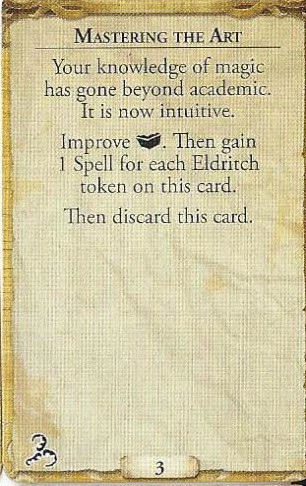 MASTERING THE ART
Your knowledge of magic
has gone beyond academic.
It is now intuitive.
Improve . Then gain
1 Spell for each Eldritch
token on this card.
Then discard this card.
3